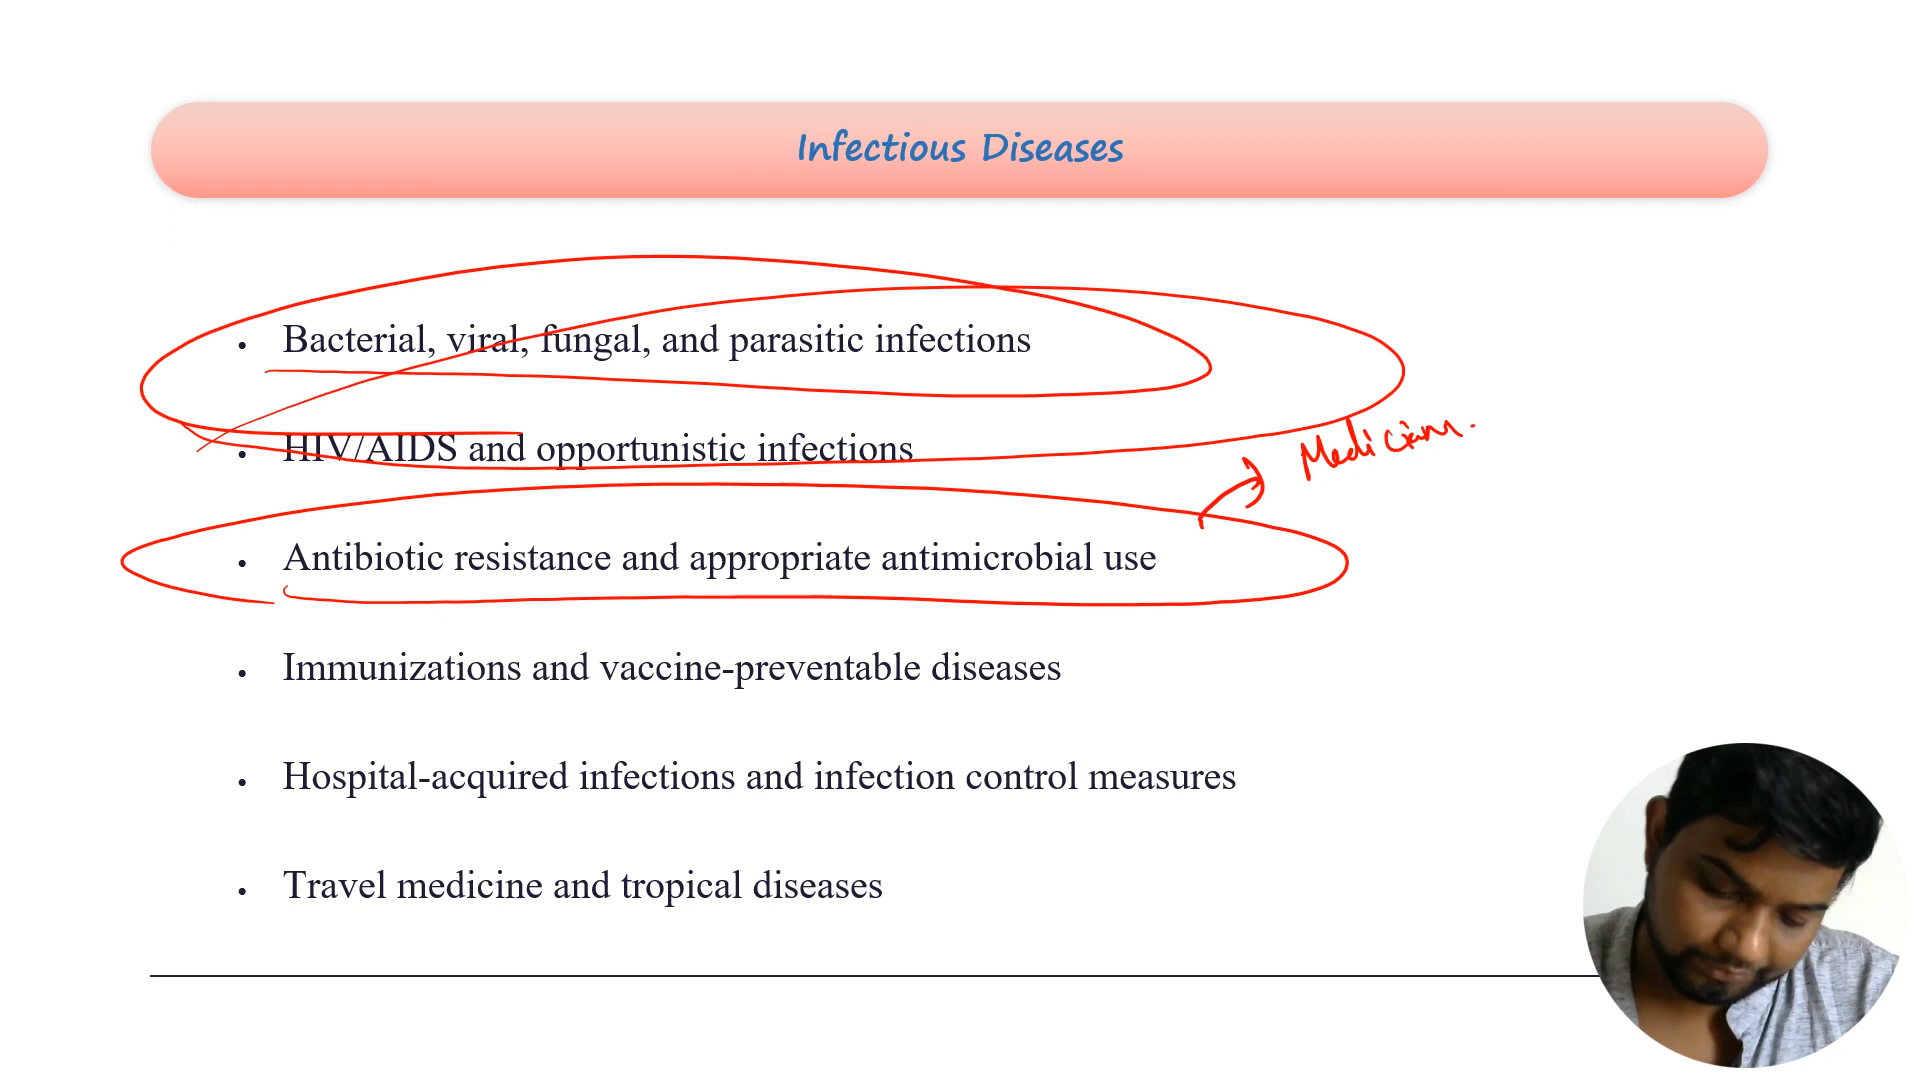 Infectious Diseases
• Bacterial, viral, fungal, and parasitic infections
• HIV/AIDS and opportunistic infections
• Antibiotic resistance and appropriate antimicrobial use
• Immunizations and vaccine-preventable diseases
• Hospital-acquired infections and infection control measures
• Travel medicine and tropical diseases